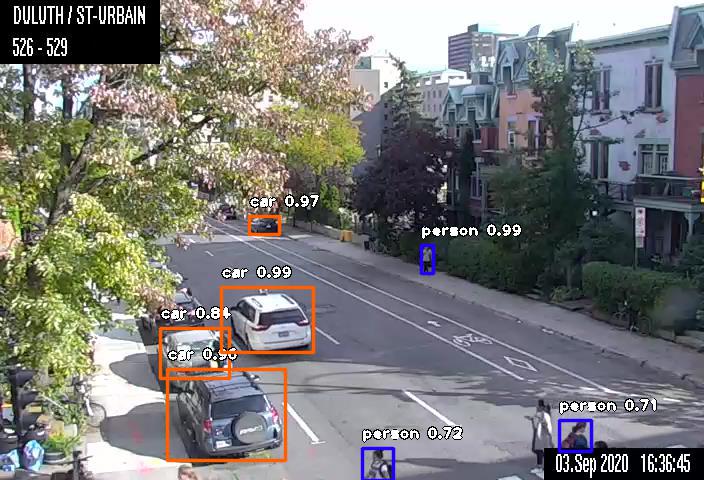 DULUTH / ST-URBAIN
526 - 529
car 0.97
person 0.99
car 0.99
car 0.84
car 0.96
person 0.71
person 0.72
03.Sep 2020 16:36:45